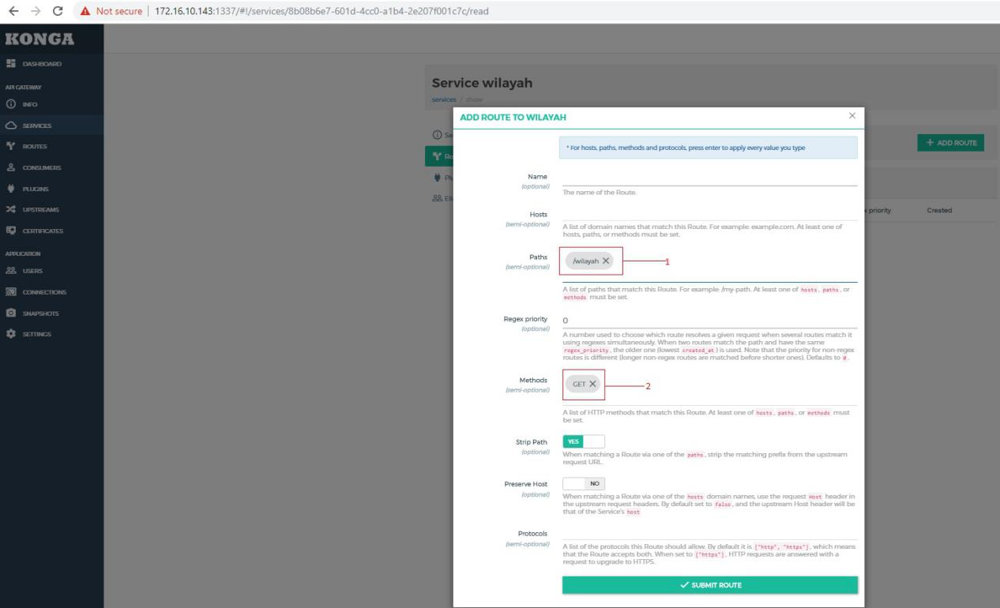 Not secure | 172.16.10.143:1337/#!/services/8b08b6e7-601d-4cc0-a1b4-2e207f001c7c/read
KONGA
DASHBOARD
API GATEWAY
INFO
SERVICES
ROUTES
CONSUMERS
PLUGINS
UPSTREAMS
CERTIFICATES
APPLICATION
USERS
CONNECTIONS
SNAPSHOTS
SETTINGS
Service wilayah
services / show
+ ADD ROUTE
x priority Created
ADD ROUTE TO WILAYAH
* For hosts, paths, methods and protocols, press enter to apply every value you type
Name
(optional)
The name of the Route.
Hosts
(semi-optional)
A list of domain names that match this Route. For example: example.com. At least one of
hosts, paths, or methods must be set.
Paths
(semi-optional)
/wilayah
1
A list of paths that match this Route. For example: /my-path. At least one of hosts, paths, or
methods must be set.
Regex priority
(optional)
0
A number used to choose which route resolves a given request when several routes match it
using regexes simultaneously. When two routes match the path and have the same
regex_priority, the older one (lowest created_at) is used. Note that the priority for non-regex
routes is different (longer non-regex routes are matched before shorter ones). Defaults to 0.
Methods
(semi-optional)
GET
2
A list of HTTP methods that match this Route. At least one of hosts, paths, or methods must
be set.
Strip Path
(optional)
YES
When matching a Route via one of the paths, strip the matching prefix from the upstream
request URL.
Preserve Host
(optional)
NO
When matching a Route via one of the hosts domain names, use the request Host header in
the upstream request headers. By default set to false, and the upstream Host header will be
that of the Service's host
Protocols
(semi-optional)
A list of the protocols this Route should allow. By default it is ["http", "https"], which means
that the Route accepts both. When set to ["https"], HTTP requests are answered with a
request to upgrade to HTTPS.
SUBMIT ROUTE